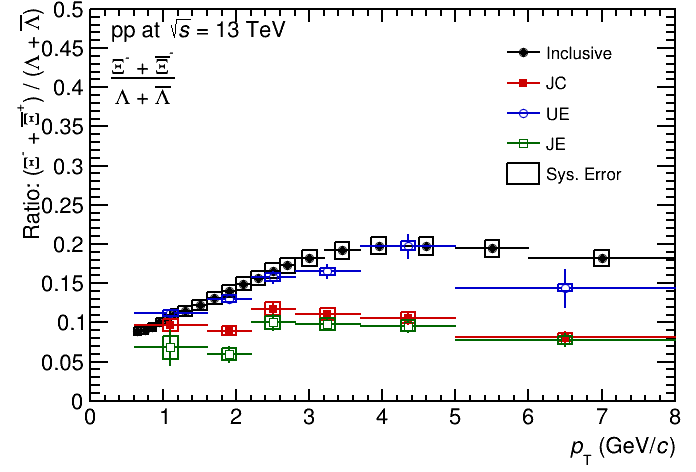 pp at √s = 13 TeV
Ξ⁻ + Ξ̅⁻
Λ + Λ̅
Inclusive
JC
UE
JE
Sys. Error
Ratio: (Ξ⁻ + Ξ̅⁺) / (Λ + Λ̅)
0.5
0.45
0.4
0.35
0.3
0.25
0.2
0.15
0.1
0.05
0
0 1 2 3 4 5 6 7 8
p_T (GeV/c)